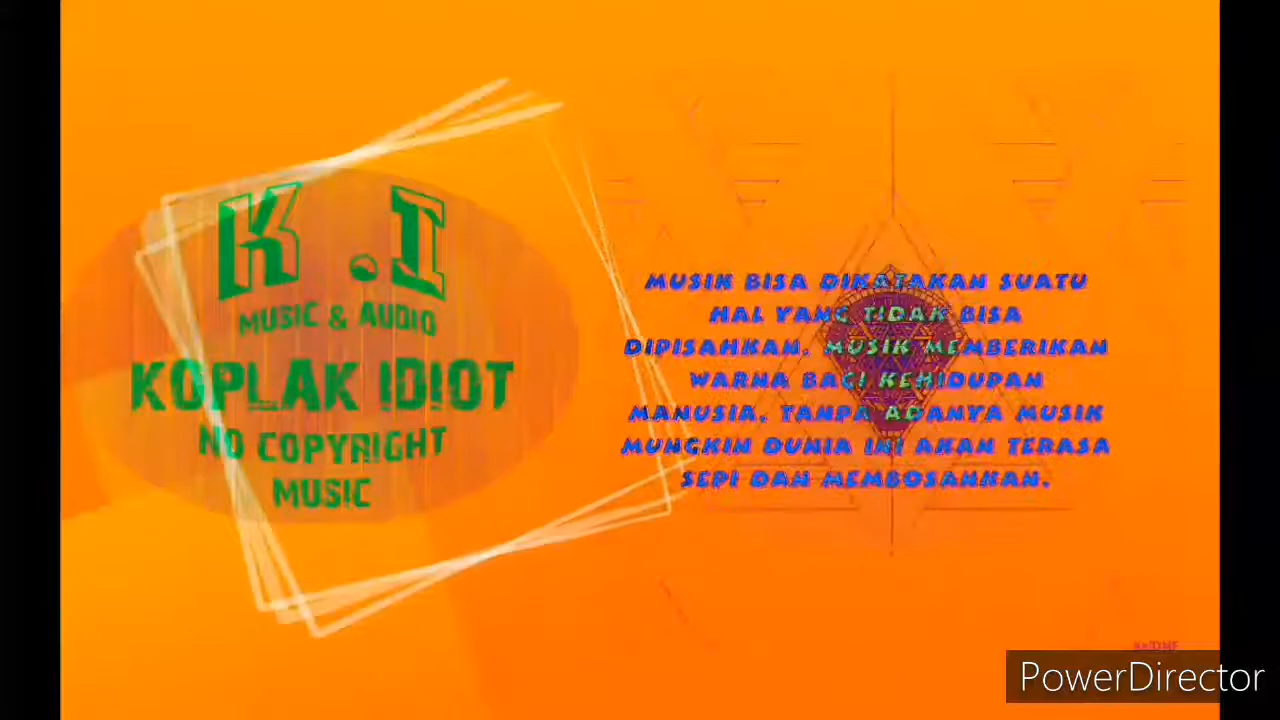 K.I
MUSIC & AUDIO
KOPLAK IDIOT
NO COPYRIGHT
MUSIC
MUSIK BISA DIKATAKAN SUATU
HAL YANG TIDAK BISA
DIPISAHKAN. MUSIK MEMBERIKAN
WARNA BAGI KEHIDUPAN
MANUSIA. TANPA ADANYA MUSIK
MUNGKIN DUNIA INI AKAN TERASA
SEPI DAN MEMBOSANKAN.
PowerDirector